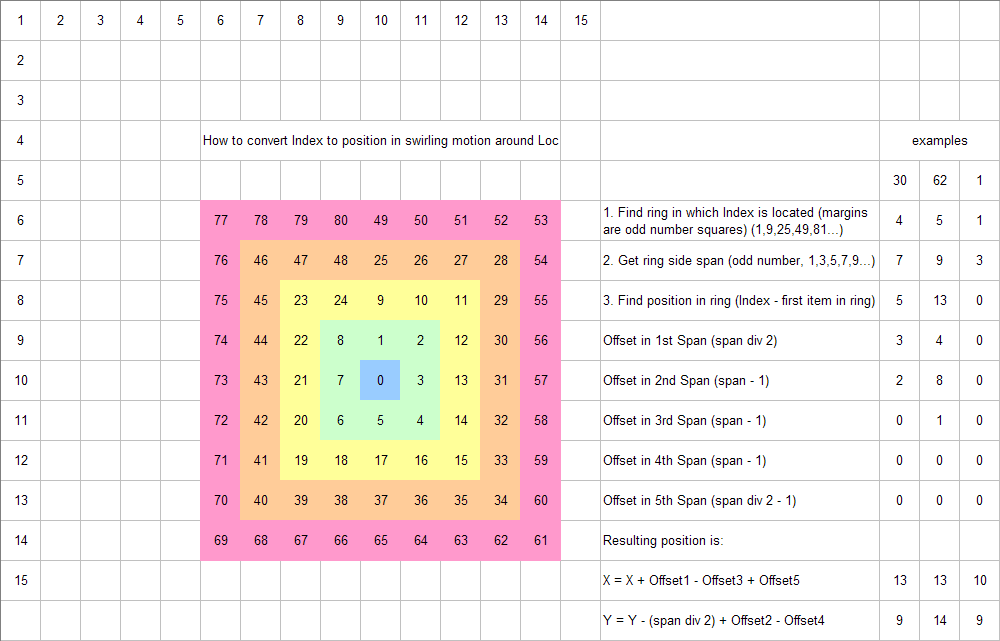 1 2 3 4 5 6 7 8 9 10 11 12 13 14 15
2
3
4 How to convert Index to position in swirling motion around Loc examples
5 30 62 1
6 77 78 79 80 49 50 51 52 53 1. Find ring in which Index is located (margins
are odd number squares) (1,9,25,49,81...) 4 5 1
7 76 46 47 48 25 26 27 28 54 2. Get ring side span (odd number, 1,3,5,7,9...) 7 9 3
8 75 45 23 24 9 10 11 29 55 3. Find position in ring (Index - first item in ring) 5 13 0
9 74 44 22 8 1 2 12 30 56 Offset in 1st Span (span div 2) 3 4 0
10 73 43 21 7 0 3 13 31 57 Offset in 2nd Span (span - 1) 2 8 0
11 72 42 20 6 5 4 14 32 58 Offset in 3rd Span (span - 1) 0 1 0
12 71 41 19 18 17 16 15 33 59 Offset in 4th Span (span - 1) 0 0 0
13 70 40 39 38 37 36 35 34 60 Offset in 5th Span (span div 2 - 1) 0 0 0
14 69 68 67 66 65 64 63 62 61 Resulting position is:
15 X = X + Offset1 - Offset3 + Offset5 13 13 10
Y = Y - (span div 2) + Offset2 - Offset4 9 14 9